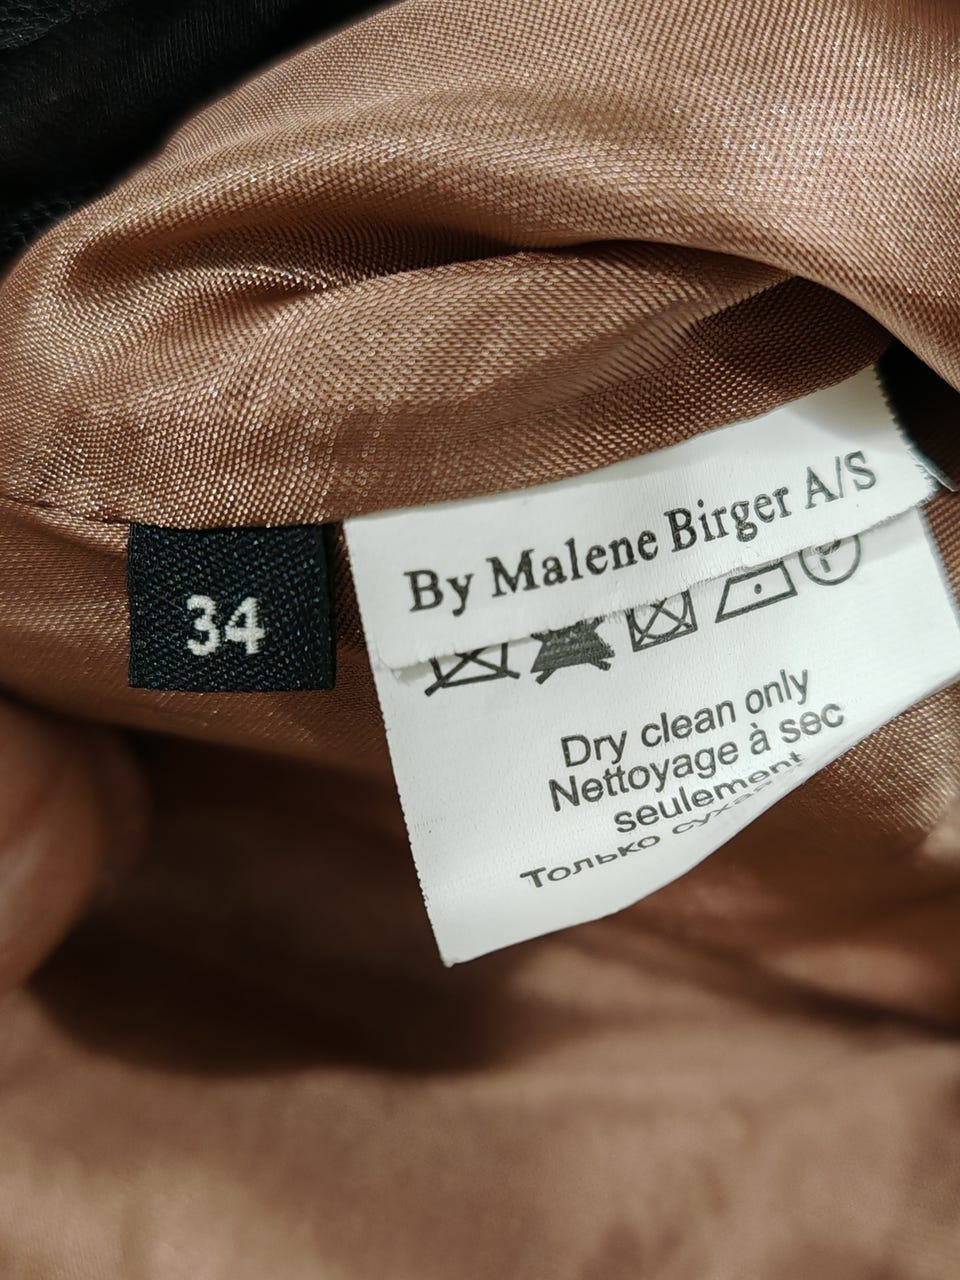 34
By Malene Birger A/S
P
Dry clean only
Nettoyage à sec
seulement
Только